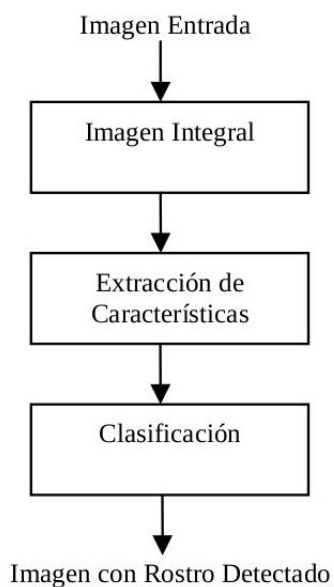 Imagen Entrada
Imagen Integral
Extracción de
Características
Clasificación
Imagen con Rostro Detectado